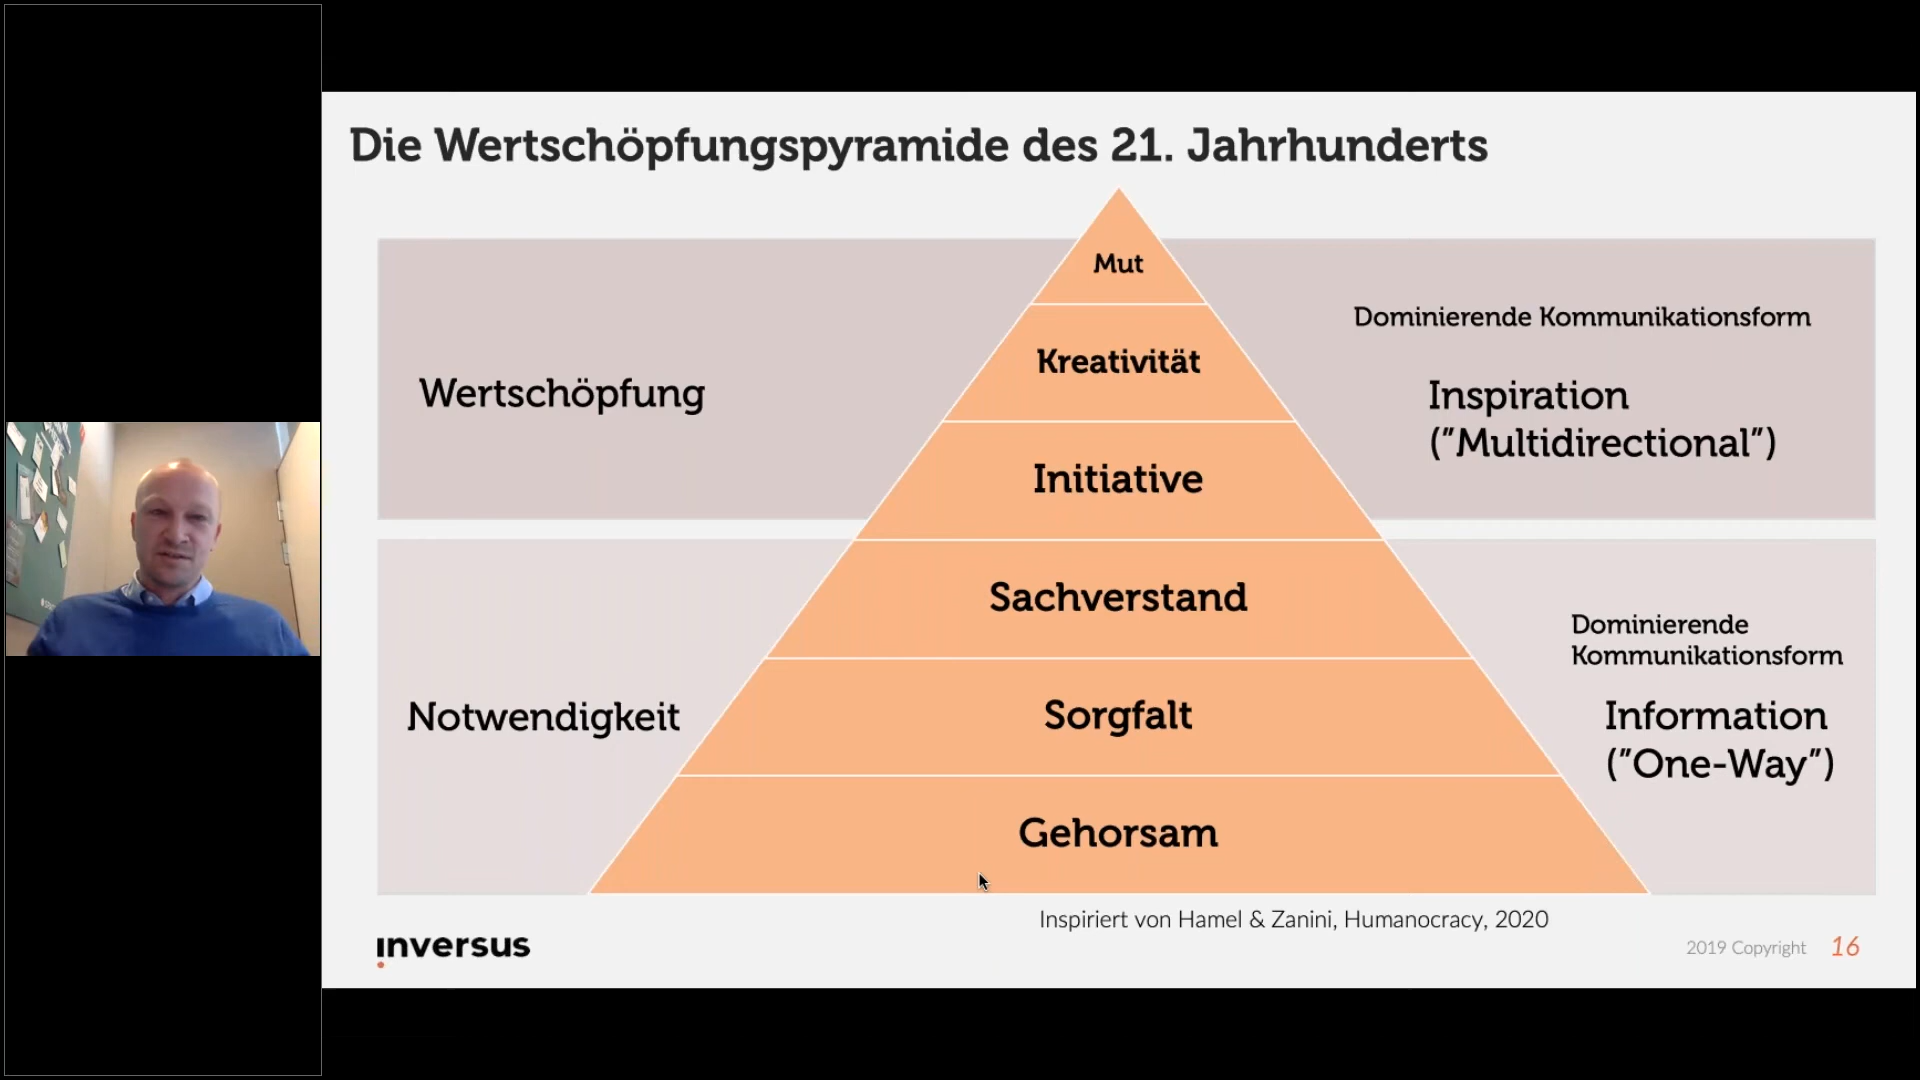 Die Wertschöpfungspyramide des 21. Jahrhunderts
Mut
Kreativität
Initiative
Sachverstand
Sorgfalt
Gehorsam
Wertschöpfung
Notwendigkeit
Dominierende Kommunikationsform
Inspiration
("Multidirectional")
Dominierende
Kommunikationsform
Information
("One-Way")
Inspiriert von Hamel & Zanini, Humanocracy, 2020
inversus
2019 Copyright 16